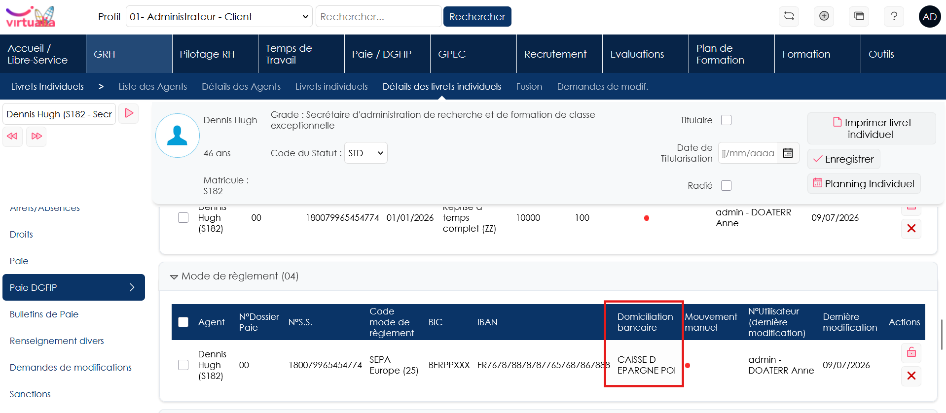 virtualia
Profil 01- Administrateur - Client Rechercher... Rechercher ? AD
Accueil / Libre-Service GRH Pilotage RH Temps de Travail Paie / DGFIP GPEC Recrutement Evaluations Plan de Formation Formation Outils
Livrets Individuels > Liste des Agents Détails des Agents Livrets individuels Détails des livrets individuels Fusion Demandes de modif.
Dennis Hugh (S182 - Secr
Dennis Hugh
46 ans
Matricule : S182
Grade : Secrétaire d'administration de recherche et de formation de classe exceptionnelle
Code du Statut : STD
Titulaire
Date de Titularisation jj/mm/aaaa
Radié
Imprimer livret individuel
Enregistrer
Planning Individuel
Arrêts/Absences
Droits
Paie
Paie DGFIP
Bulletins de Paie
Renseignement divers
Demandes de modifications
Sanctions
Dennis Hugh (S182) 00 180079965454774 01/01/2026 Reprise à temps complet (ZZ) 10000 100 admin - DOATERR Anne 09/07/2026
Mode de règlement (04)
Agent N°Dossier Paie N°S.S. Code mode de règlement BIC IBAN Domiciliation bancaire Mouvement manuel N°Utilisateur (dernière modification) Dernière modification Actions
Dennis Hugh (S182) 00 180079965454774 SEPA Europe (25) CAISSE D EPARGNE POI admin - DOATERR Anne 09/07/2026